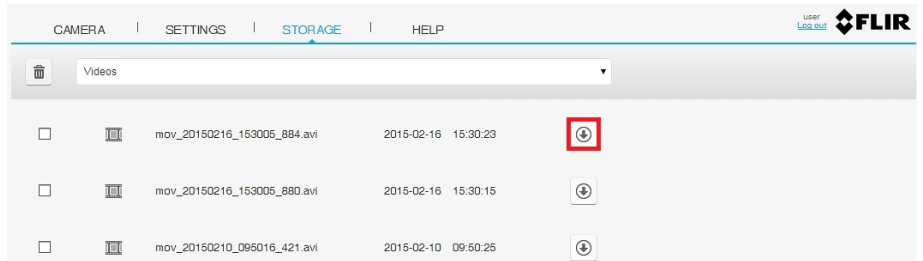 CAMERA | SETTINGS | STORAGE | HELP
user
Log out
FLIR
Videos
mov_20150216_153005_884.avi 2015-02-16 15:30:23
mov_20150216_153005_880.avi 2015-02-16 15:30:15
mov_20150210_095016_421.avi 2015-02-10 09:50:25